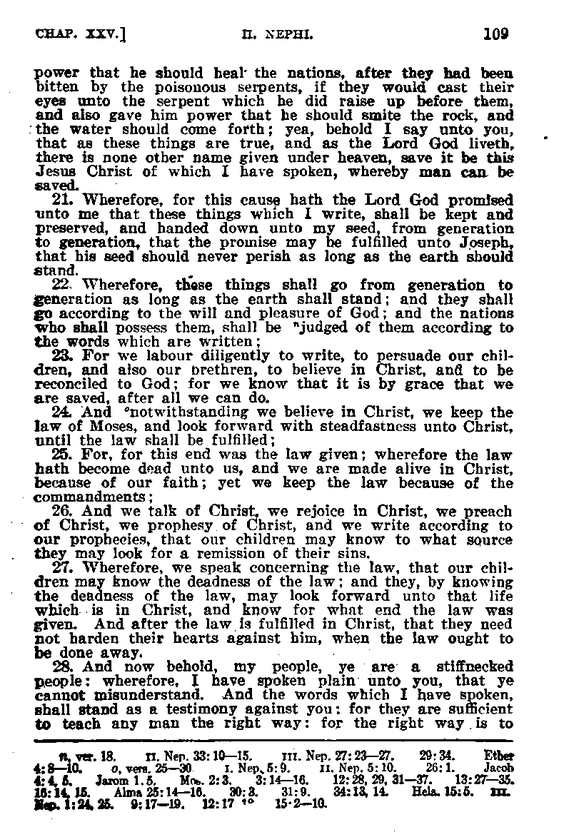 CHAP. XXV.] II. NEPHI. 109
power that he should heal the nations, after they had been
bitten by the poisonous serpents, if they would cast their
eyes unto the serpent which he did raise up before them,
and also gave him power that he should smite the rock, and
the water should come forth; yea, behold I say unto you,
that as these things are true, and as the Lord God liveth,
there is none other name given under heaven, save it be this
Jesus Christ of which I have spoken, whereby man can be
saved.
21. Wherefore, for this cause hath the Lord God promised
unto me that these things which I write, shall be kept and
preserved, and handed down unto my seed, from generation
to generation, that the promise may be fulfilled unto Joseph,
that his seed should never perish as long as the earth should
stand.
22. Wherefore, these things shall go from generation to
generation as long as the earth shall stand; and they shall
go according to the will and pleasure of God; and the nations
who shall possess them, shall be ⁿjudged of them according to
the words which are written;
23. For we labour diligently to write, to persuade our chil-
dren, and also our brethren, to believe in Christ, and to be
reconciled to God; for we know that it is by grace that we
are saved, after all we can do.
24. And ᵒnotwithstanding we believe in Christ, we keep the
law of Moses, and look forward with steadfastness unto Christ,
until the law shall be fulfilled;
25. For, for this end was the law given; wherefore the law
hath become dead unto us, and we are made alive in Christ,
because of our faith; yet we keep the law because of the
commandments;
26. And we talk of Christ, we rejoice in Christ, we preach
of Christ, we prophesy of Christ, and we write according to
our prophecies, that our children may know to what source
they may look for a remission of their sins.
27. Wherefore, we speak concerning the law, that our chil-
dren may know the deadness of the law; and they, by knowing
the deadness of the law, may look forward unto that life
which is in Christ, and know for what end the law was
given. And after the law is fulfilled in Christ, that they need
not harden their hearts against him, when the law ought to
be done away.
28. And now behold, my people, ye are a stiffnecked
people: wherefore, I have spoken plain unto you, that ye
cannot misunderstand. And the words which I have spoken,
shall stand as a testimony against you; for they are sufficient
to teach any man the right way: for the right way is to
n, ver. 18. II. Nep. 33:10—15. III. Nep. 27:23—27. 29:34. Ether
4:8—10. o, vers. 25—30 I. Nep. 5:9. II. Nep. 5:10. 26:1. Jacob
4:4, 5. Jarom 1:5. Mos. 2:3. 3:14—16. 12:28, 29, 31—37. 13:27—35.
16:14, 15. Alma 25:14—16. 30:3. 31:9. 34:13, 14. Hela. 15:5. III.
Nep. 1:24, 25. 9:17—19. 12:17 15:2—10.